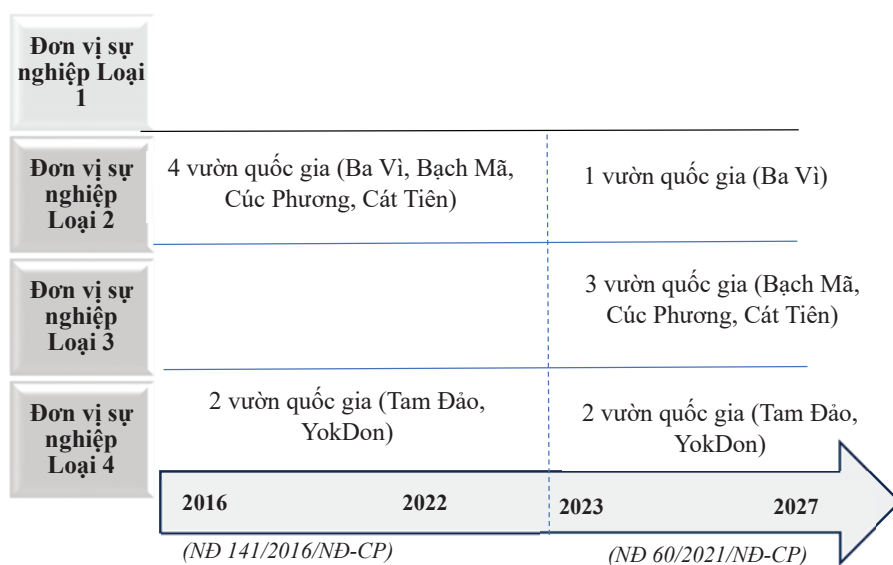 Đơn vị sự
nghiệp Loại
1
Đơn vị sự
nghiệp
Loại 2
4 vườn quốc gia (Ba Vì, Bạch Mã,
Cúc Phương, Cát Tiên)
1 vườn quốc gia (Ba Vì)
Đơn vị sự
nghiệp
Loại 3
3 vườn quốc gia (Bạch Mã,
Cúc Phương, Cát Tiên)
Đơn vị sự
nghiệp
Loại 4
2 vườn quốc gia (Tam Đảo,
YokDon)
2 vườn quốc gia (Tam Đảo,
YokDon)
2016
2022
2023
2027
(NĐ 141/2016/NĐ-CP)
(NĐ 60/2021/NĐ-CP)